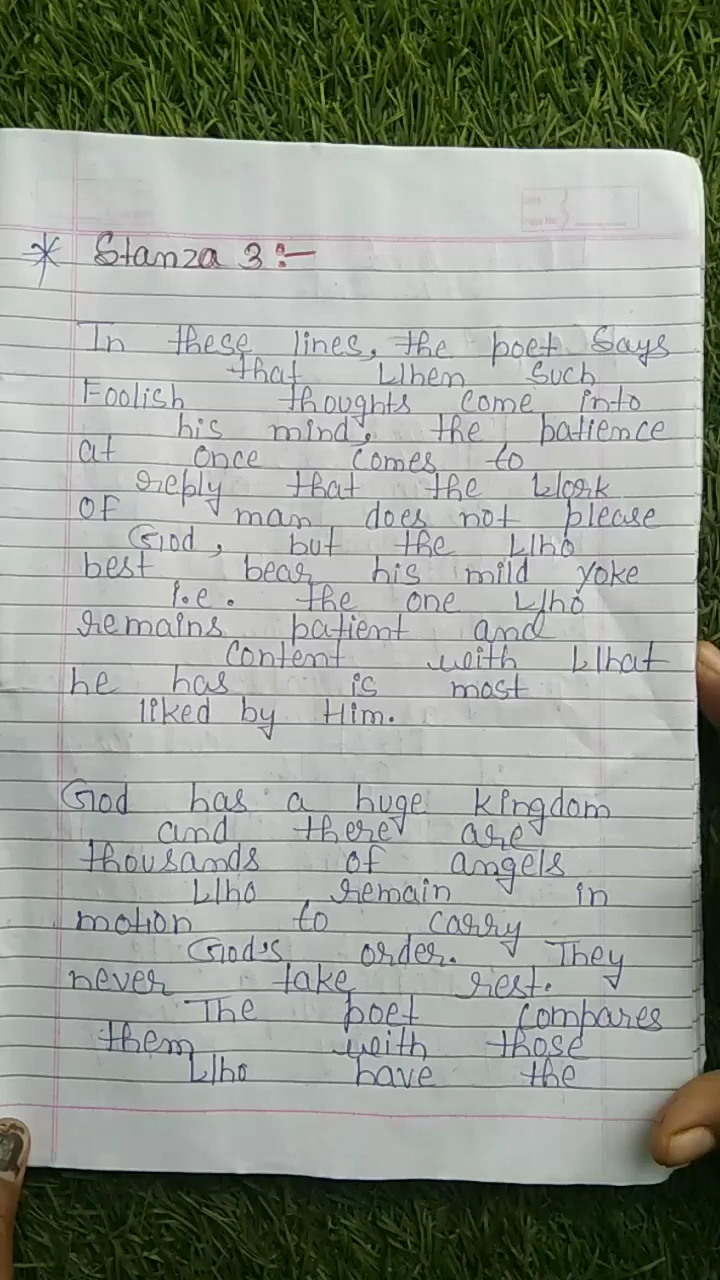 * Stanza 3:-
In these lines, the poet Says
that When Such
Foolish thoughts come into
his mind, the patience
at once comes to
reply that the Work
Of man does not please
God, but the Who
best bear his mild yoke
i.e. the one Who
remains patient and
Content with What
he has is most
liked by Him.
God has a huge kingdom
and there are
thousands of angels
Who remain in
motion to carry
God's order. They
never take rest.
The poet compares
them with those
Who have the